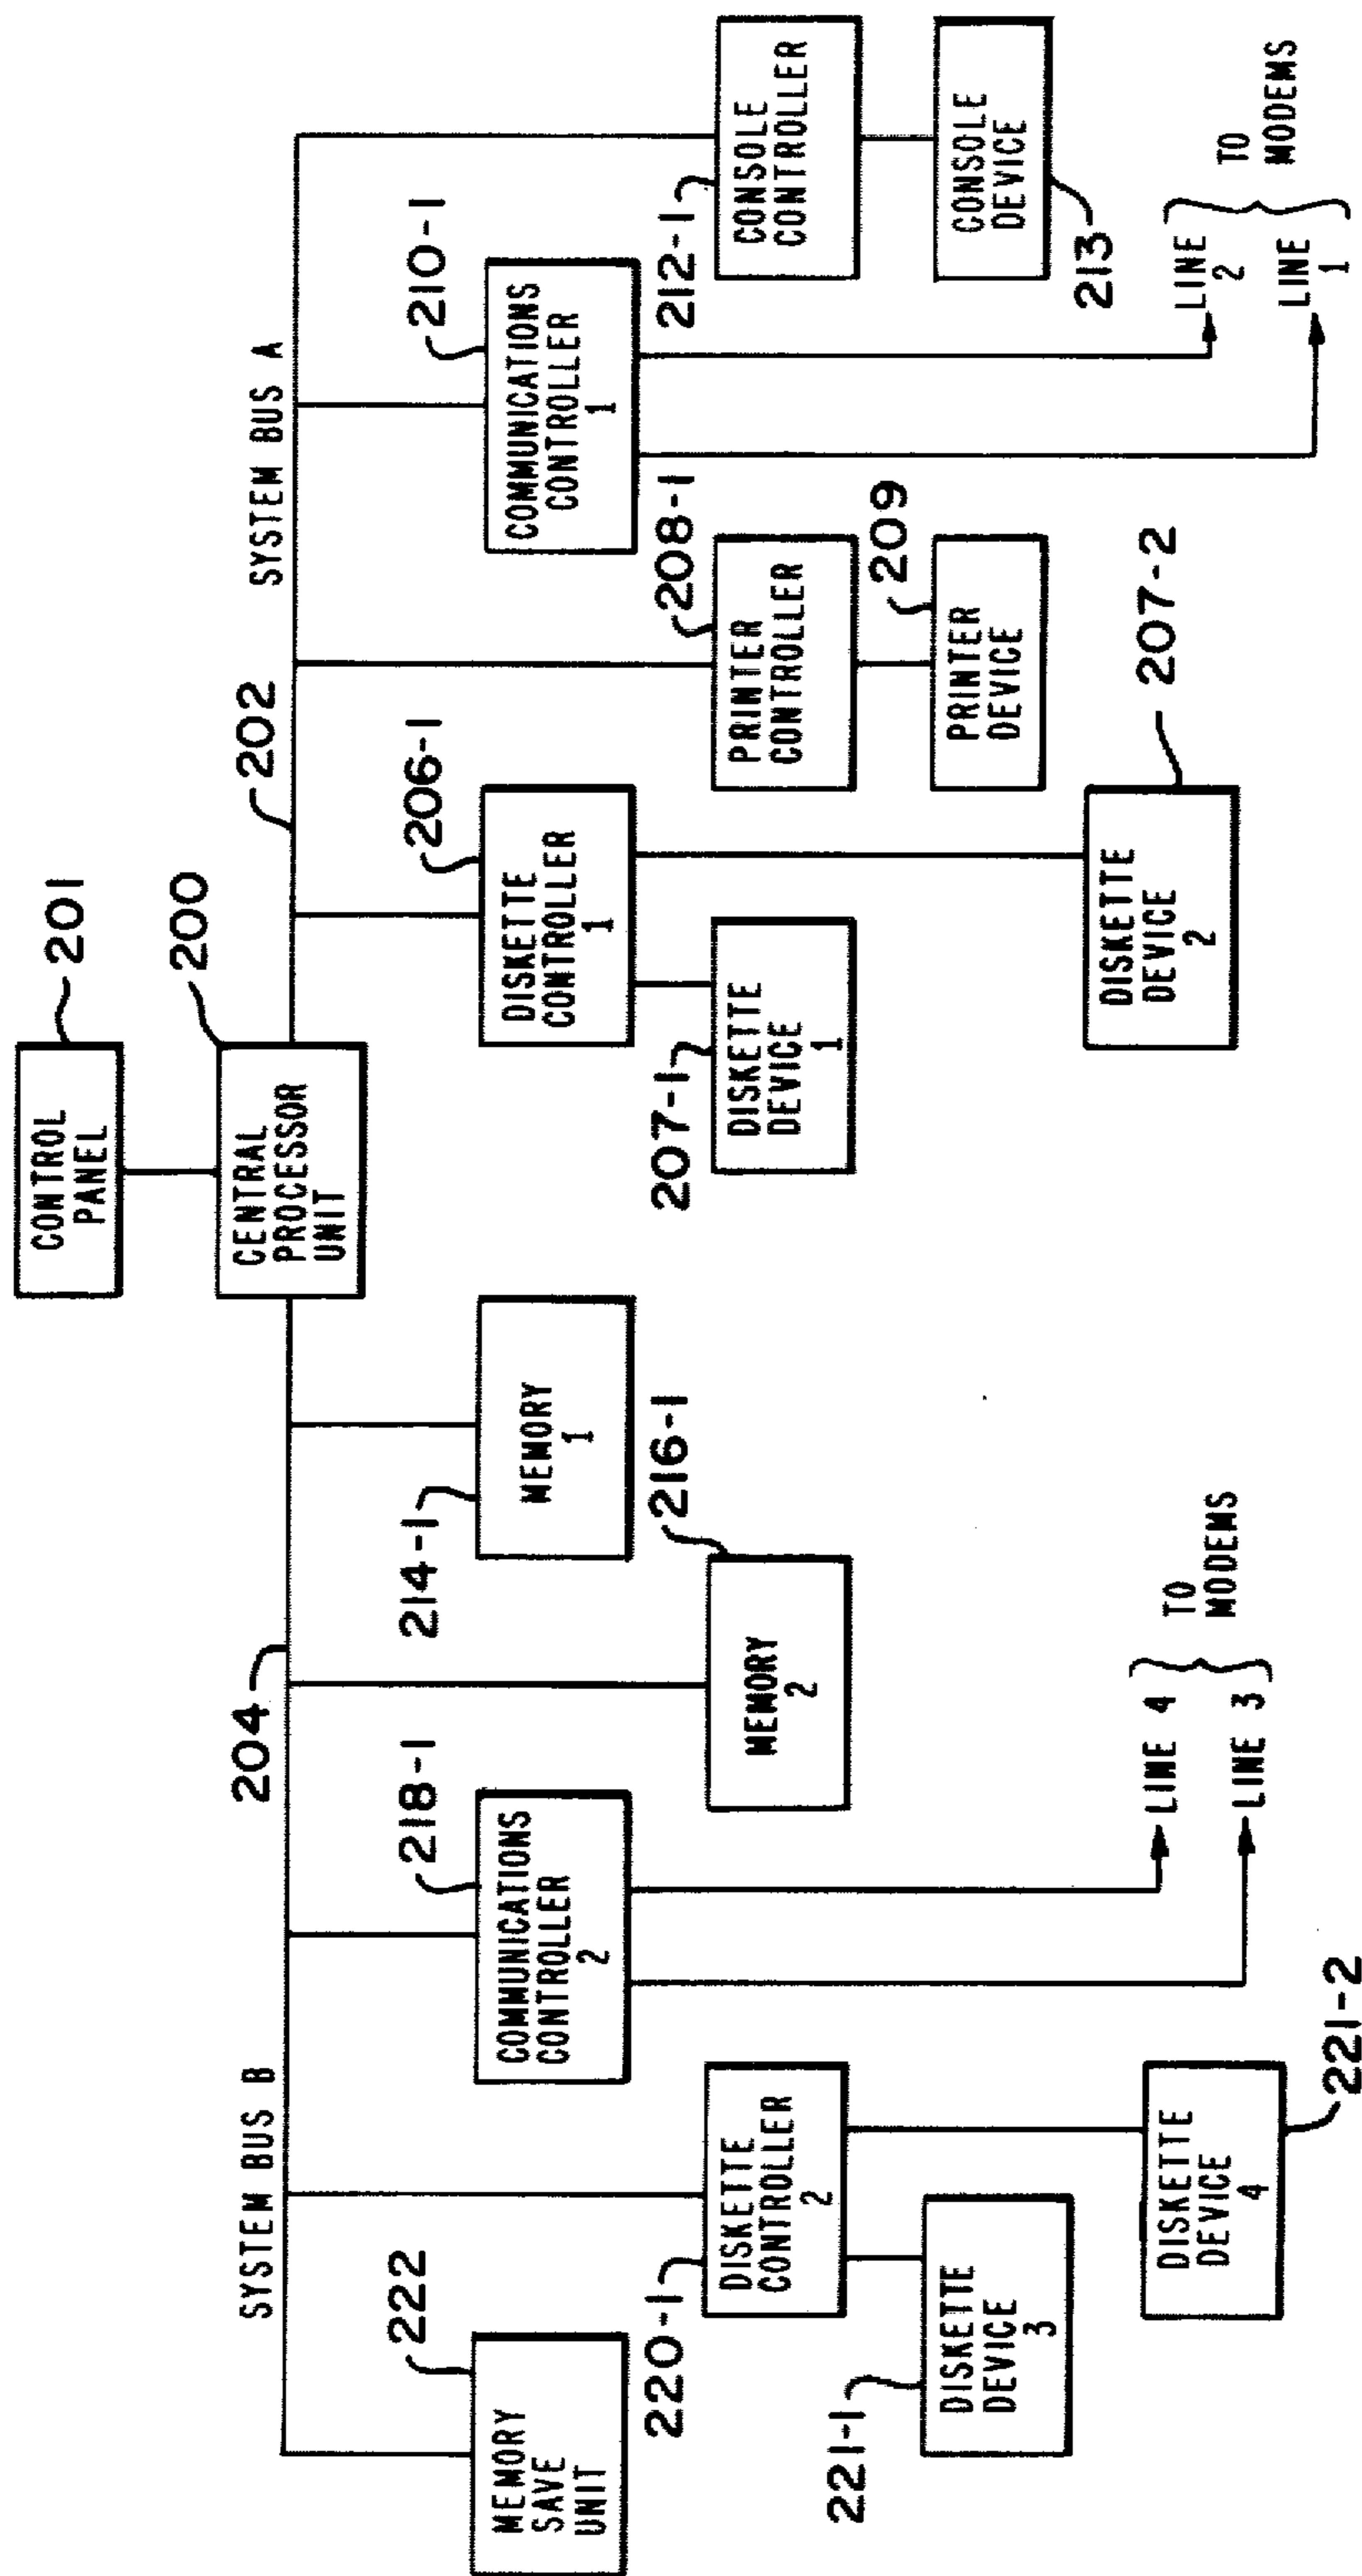 CONTROL
PANEL
201
CENTRAL
PROCESSOR
UNIT
200
SYSTEM BUS B
204
202
SYSTEM BUS A
MEMORY
SAVE
UNIT
222
COMMUNICATIONS
CONTROLLER
2
218-1
MEMORY
1
214-1
DISKETTE
CONTROLLER
1
206-1
COMMUNICATIONS
CONTROLLER
1
210-1
DISKETTE
CONTROLLER
2
220-1
MEMORY
2
216-1
DISKETTE
DEVICE
1
207-1
PRINTER
CONTROLLER
208-1
CONSOLE
CONTROLLER
212-1
DISKETTE
DEVICE
3
221-1
PRINTER
DEVICE
209
CONSOLE
DEVICE
213
DISKETTE
DEVICE
4
221-2
LINE 4
LINE 3
TO
MODEMS
DISKETTE
DEVICE
2
207-2
LINE
2
LINE
1
TO
MODEMS